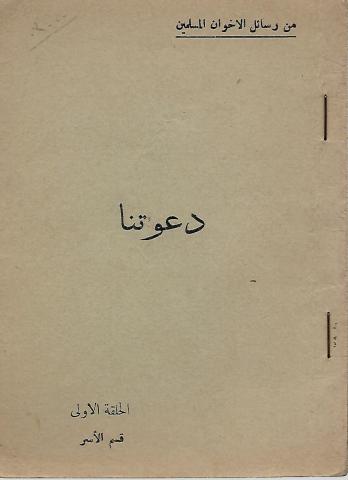 من رسائل الاخوان المسلمين
دعوتنا
الحلقة الاولى
قسم الأسر